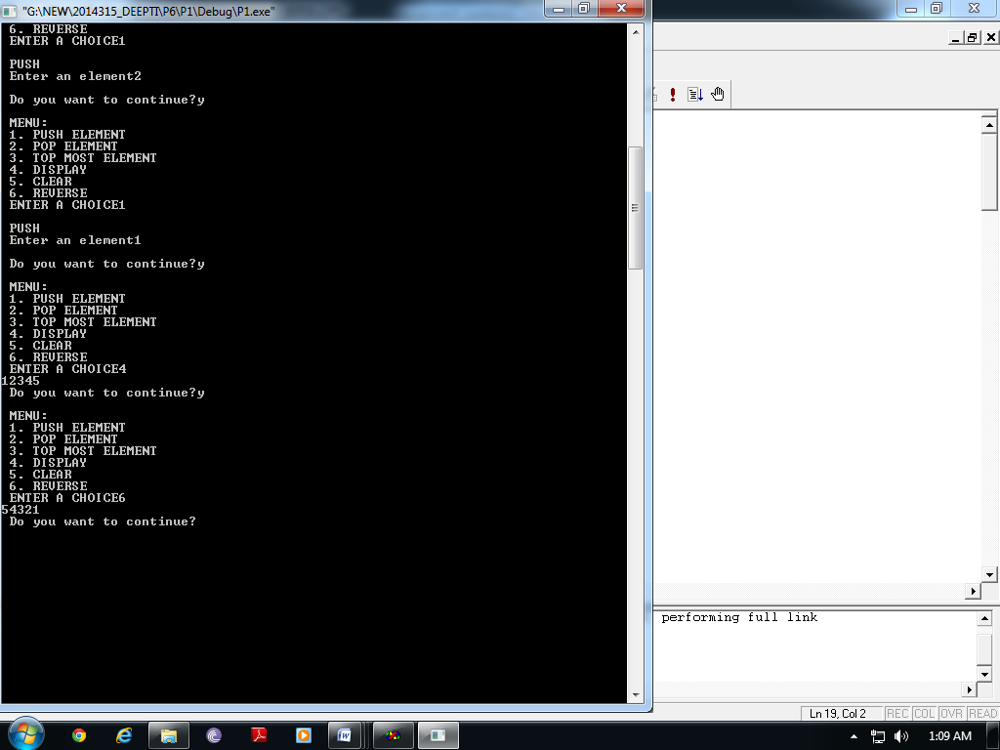 "G:\NEW\2014315_DEEPTI\P6\P1\Debug\P1.exe"
6. REVERSE
ENTER A CHOICE1
PUSH
Enter an element2
Do you want to continue?y
MENU:
1. PUSH ELEMENT
2. POP ELEMENT
3. TOP MOST ELEMENT
4. DISPLAY
5. CLEAR
6. REVERSE
ENTER A CHOICE1
PUSH
Enter an element1
Do you want to continue?y
MENU:
1. PUSH ELEMENT
2. POP ELEMENT
3. TOP MOST ELEMENT
4. DISPLAY
5. CLEAR
6. REVERSE
ENTER A CHOICE4
12345
Do you want to continue?y
MENU:
1. PUSH ELEMENT
2. POP ELEMENT
3. TOP MOST ELEMENT
4. DISPLAY
5. CLEAR
6. REVERSE
ENTER A CHOICE6
54321
Do you want to continue?
performing full link
Ln 19, Col 2 REC COL OVR READ
1:09 AM